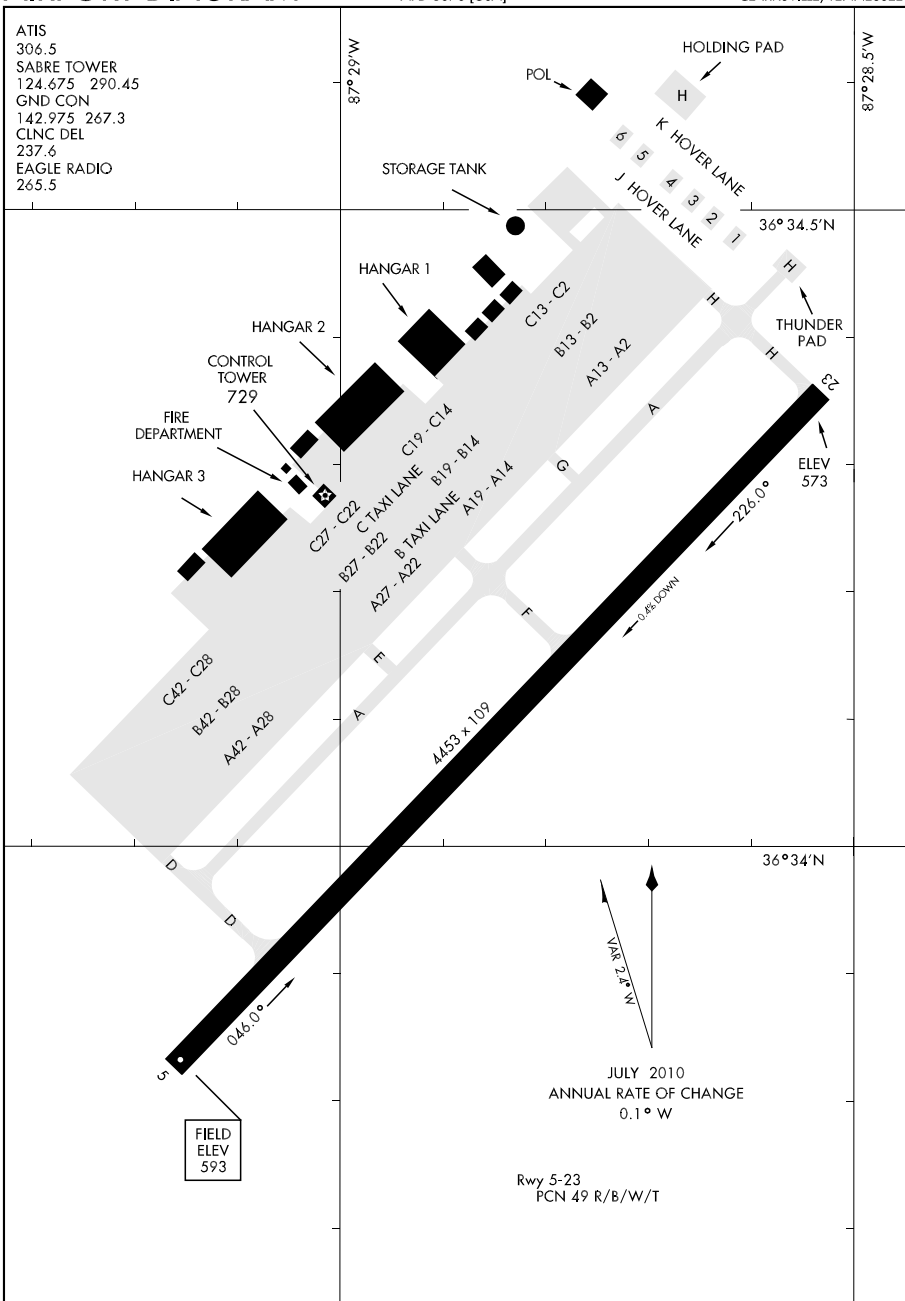 ATIS
306.5
SABRE TOWER
124.675 290.45
GND CON
142.975 267.3
CLNC DEL
237.6
EAGLE RADIO
265.5
87°29'W
87°28.5'W
HOLDING PAD
POL
H
K HOVER LANE
6
5
4
3
2
1
J HOVER LANE
STORAGE TANK
36°34.5'N
H
THUNDER
PAD
HANGAR 1
H
H
C13 - C2
B13 - B2
A13 - A2
HANGAR 2
CONTROL
TOWER
729
FIRE
DEPARTMENT
HANGAR 3
23
ELEV
573
A
G
C19 - C14
B19 - B14
A19 - A14
C TAXI LANE
B TAXI LANE
C27 - C22
B27 - B22
A27 - A22
226.0°
0.4% DOWN
F
E
A
C42 - C28
B42 - B28
A42 - A28
4453 x 109
36°34'N
D
D
VAR 2.4° W
046.0°
5
JULY 2010
ANNUAL RATE OF CHANGE
0.1° W
FIELD
ELEV
593
Rwy 5-23
PCN 49 R/B/W/T